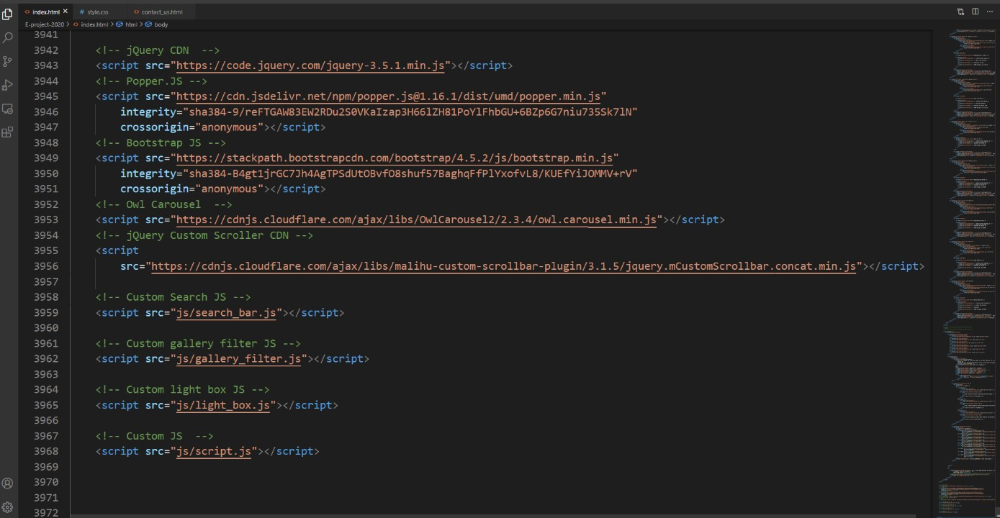 index.html
style.css
contact_us.html
E-project-2020 > index.html > html > body
3941
3942 <!-- jQuery CDN  -->
3943 <script src="https://code.jquery.com/jquery-3.5.1.min.js"></script>
3944 <!-- Popper.JS -->
3945 <script src="https://cdn.jsdelivr.net/npm/popper.js@1.16.1/dist/umd/popper.min.js"
3946 integrity="sha384-9/reFTGAW83EW2RDu2S0VKaIzap3H66lZH81PoYlFhbGU+6BZp6G7niu735Sk7lN"
3947 crossorigin="anonymous"></script>
3948 <!-- Bootstrap JS -->
3949 <script src="https://stackpath.bootstrapcdn.com/bootstrap/4.5.2/js/bootstrap.min.js"
3950 integrity="sha384-B4gt1jrGC7Jh4AgTPSdUtOBvfO8shuf57BaghqFfPlYxofvL8/KUEfYiJOMMV+rV"
3951 crossorigin="anonymous"></script>
3952 <!-- Owl Carousel  -->
3953 <script src="https://cdnjs.cloudflare.com/ajax/libs/OwlCarousel2/2.3.4/owl.carousel.min.js"></script>
3954 <!-- jQuery Custom Scroller CDN -->
3955 <script
3956 src="https://cdnjs.cloudflare.com/ajax/libs/malihu-custom-scrollbar-plugin/3.1.5/jquery.mCustomScrollbar.concat.min.js"></script>
3957
3958 <!-- Custom Search JS -->
3959 <script src="js/search_bar.js"></script>
3960
3961 <!-- Custom gallery filter JS -->
3962 <script src="js/gallery_filter.js"></script>
3963
3964 <!-- Custom light box JS -->
3965 <script src="js/light_box.js"></script>
3966
3967 <!-- Custom JS  -->
3968 <script src="js/script.js"></script>
3969
3970
3971
3972